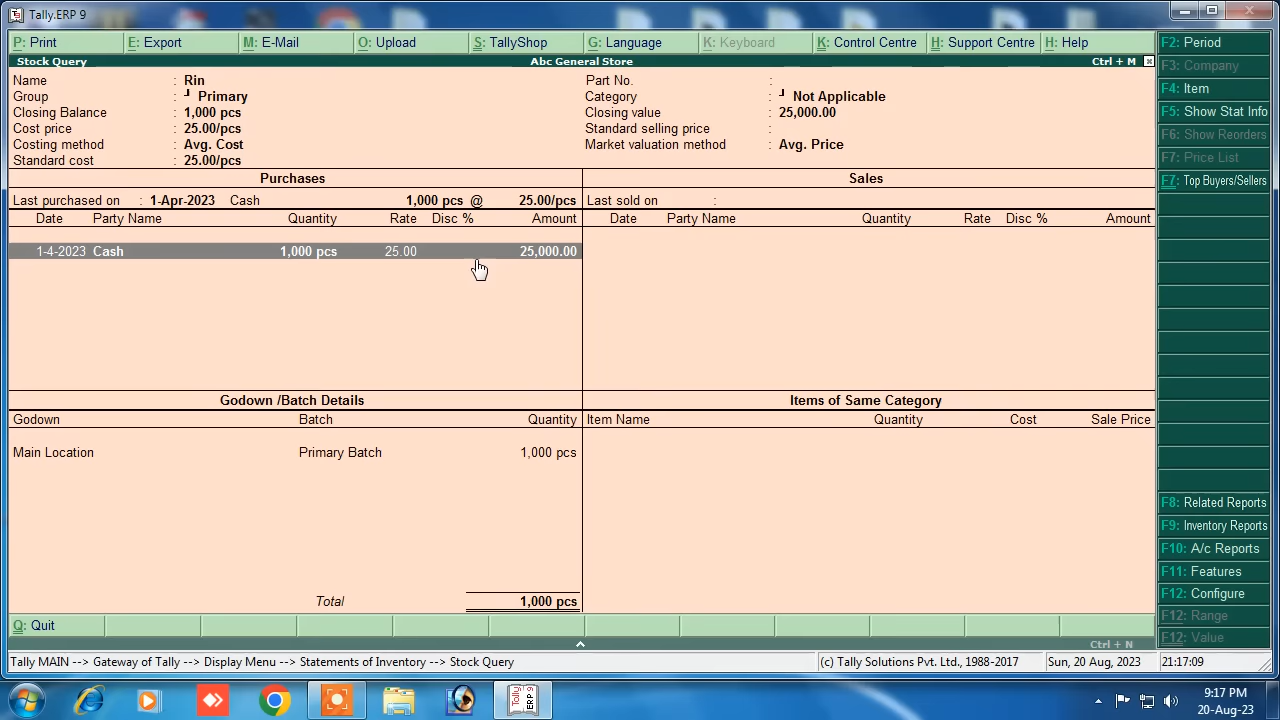 Tally.ERP 9
P: Print E: Export M: E-Mail O: Upload S: TallyShop G: Language K: Keyboard K: Control Centre H: Support Centre H: Help
Stock Query Abc General Store Ctrl + M
Name : Rin Part No. :
Group : Primary Category : Not Applicable
Closing Balance : 1,000 pcs Closing value : 25,000.00
Cost price : 25.00/pcs Standard selling price :
Costing method : Avg. Cost Market valuation method : Avg. Price
Standard cost : 25.00/pcs
Purchases Sales
Last purchased on : 1-Apr-2023 Cash 1,000 pcs @ 25.00/pcs Last sold on :
Date Party Name Quantity Rate Disc % Amount Date Party Name Quantity Rate Disc % Amount
1-4-2023 Cash 1,000 pcs 25.00 25,000.00
Godown /Batch Details Items of Same Category
Godown Batch Quantity Item Name Quantity Cost Sale Price
Main Location Primary Batch 1,000 pcs
Total 1,000 pcs
Q: Quit
Ctrl + N
F2: Period
F3: Company
F4: Item
F5: Show Stat Info
F6: Show Reorders
F7: Price List
F7: Top Buyers/Sellers
F8: Related Reports
F9: Inventory Reports
F10: A/c Reports
F11: Features
F12: Configure
F12: Range
F12: Value
Tally MAIN --> Gateway of Tally --> Display Menu --> Statements of Inventory --> Stock Query (c) Tally Solutions Pvt. Ltd., 1988-2017 Sun, 20 Aug, 2023 21:17:09
Tally ERP 9
9:17 PM
20-Aug-23